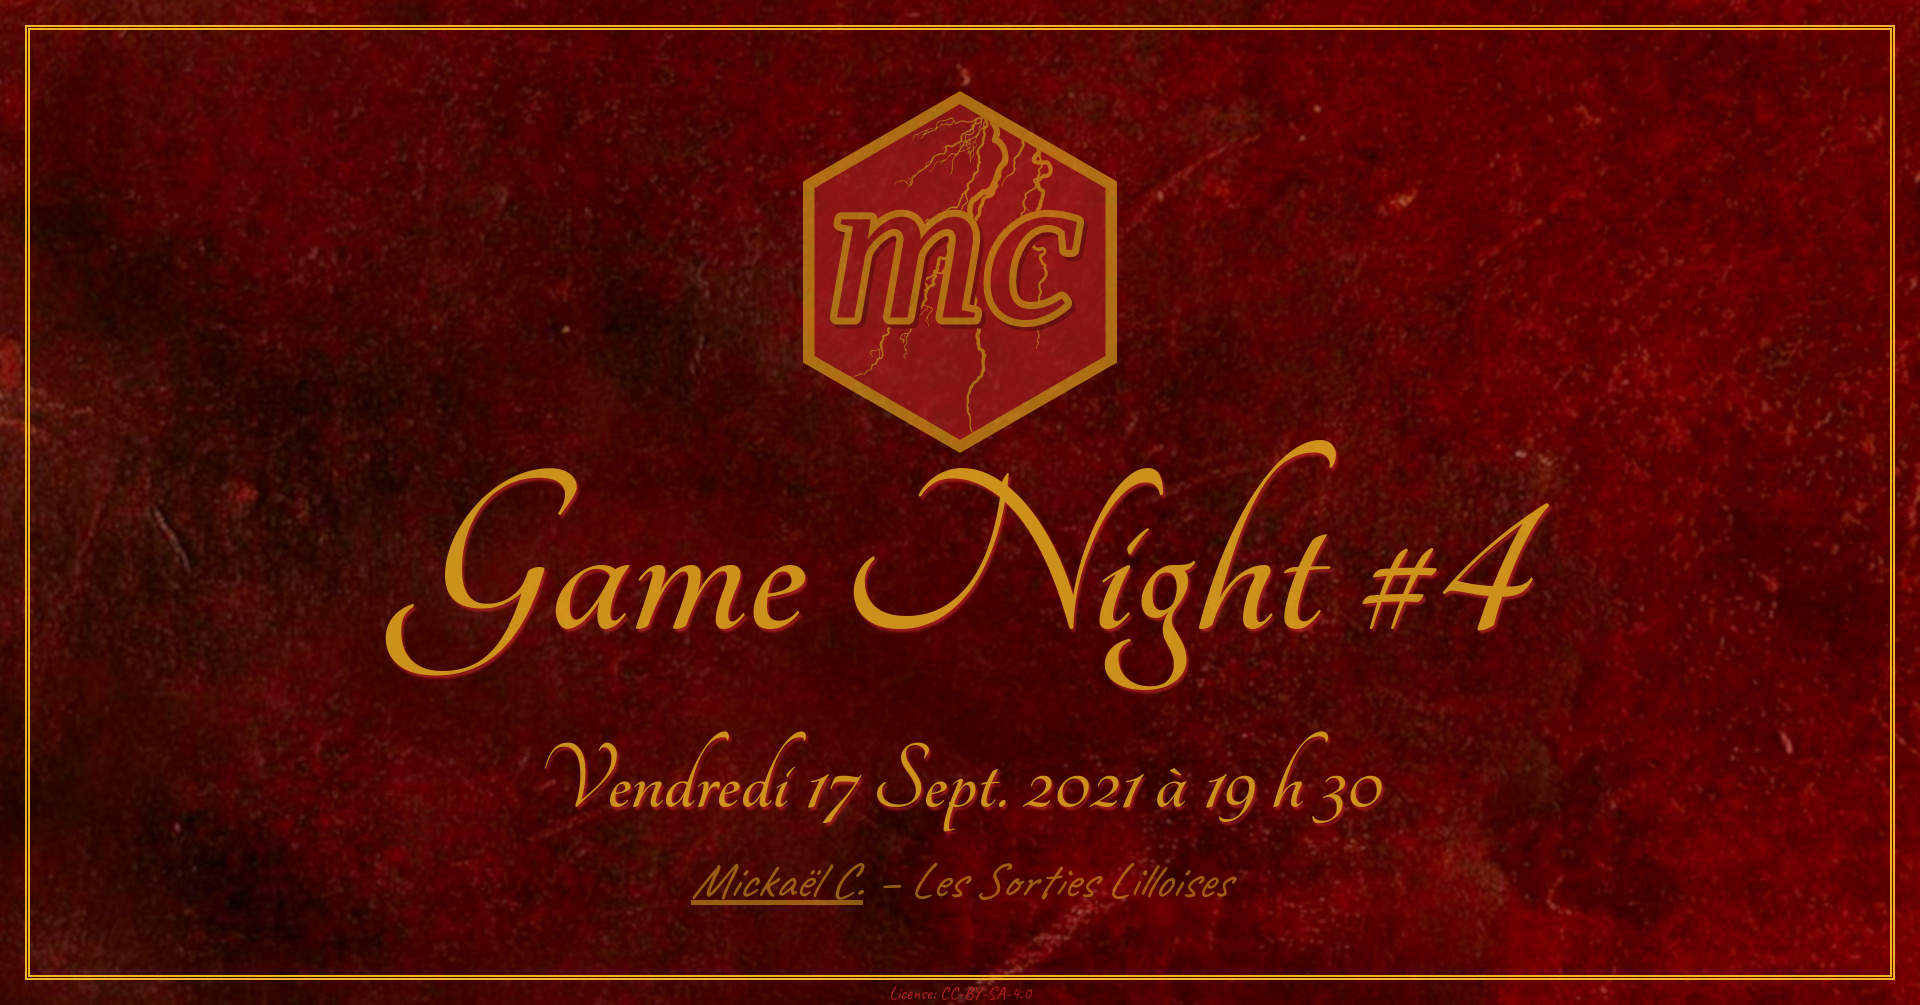 mc
Game Night #4
Vendredi 17 Sept. 2021 à 19 h 30
Mickaël C. – Les Sorties Lilloises
License: CC-BY-SA-4.0